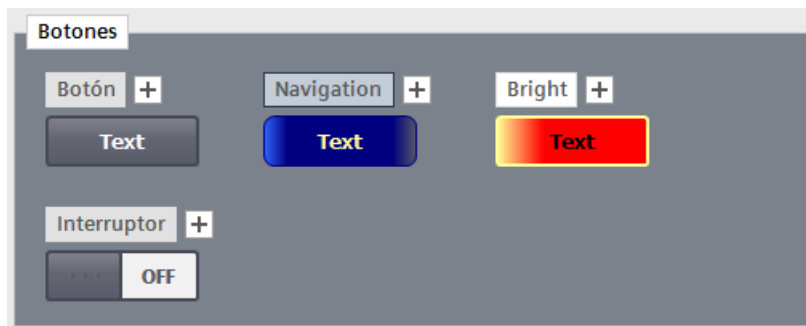 Botones
Botón + Navigation + Bright +
Text Text Text
Interruptor +
OFF